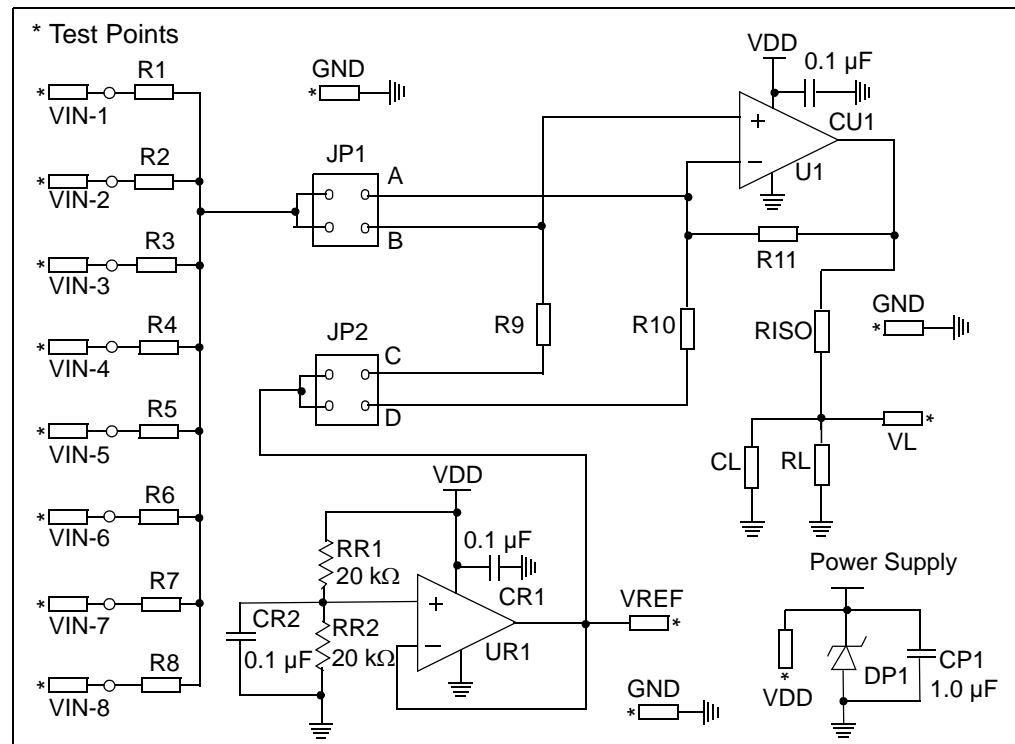 * Test Points
R1
* VIN-1
R2
* VIN-2
R3
* VIN-3
R4
* VIN-4
R5
* VIN-5
R6
* VIN-6
R7
* VIN-7
R8
* VIN-8
GND
*
JP1
A
B
JP2
C
D
R9
R10
R11
VDD
0.1 µF
CU1
+
−
U1
RISO
GND
*
VL
*
CL
RL
VDD
0.1 µF
CR1
RR1
20 kΩ
RR2
20 kΩ
CR2
0.1 µF
+
−
UR1
VREF
*
GND
*
Power Supply
*
VDD
DP1
CP1
1.0 µF